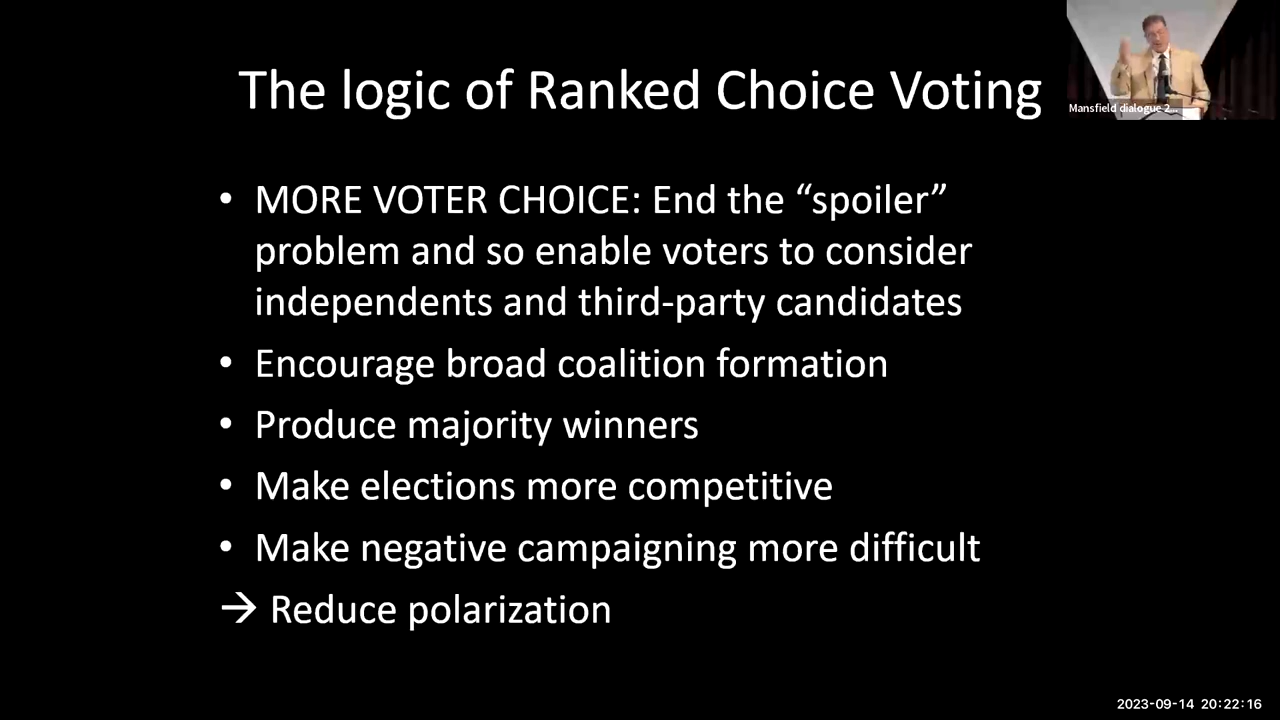 The logic of Ranked Choice Voting
Mansfield dialogue 2...
• MORE VOTER CHOICE: End the “spoiler”
problem and so enable voters to consider
independents and third-party candidates
• Encourage broad coalition formation
• Produce majority winners
• Make elections more competitive
• Make negative campaigning more difficult
→ Reduce polarization
2023-09-14 20:22:16